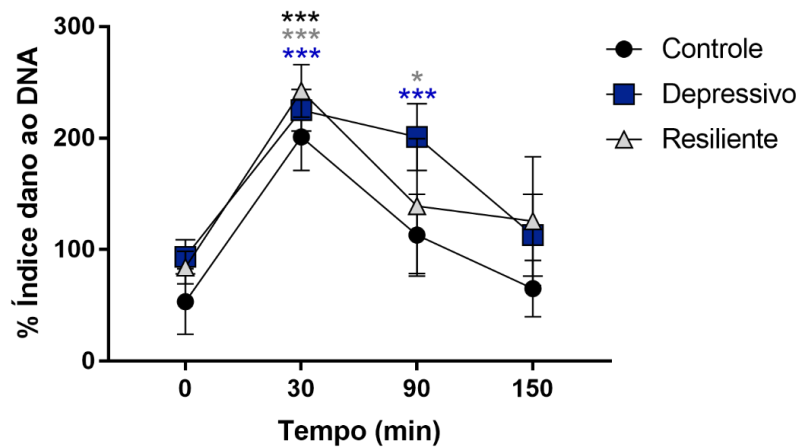 % Índice dano ao DNA
300
200
100
0
***
***
***
*
***
0 30 90 150
Tempo (min)
Controle
Depressivo
Resiliente